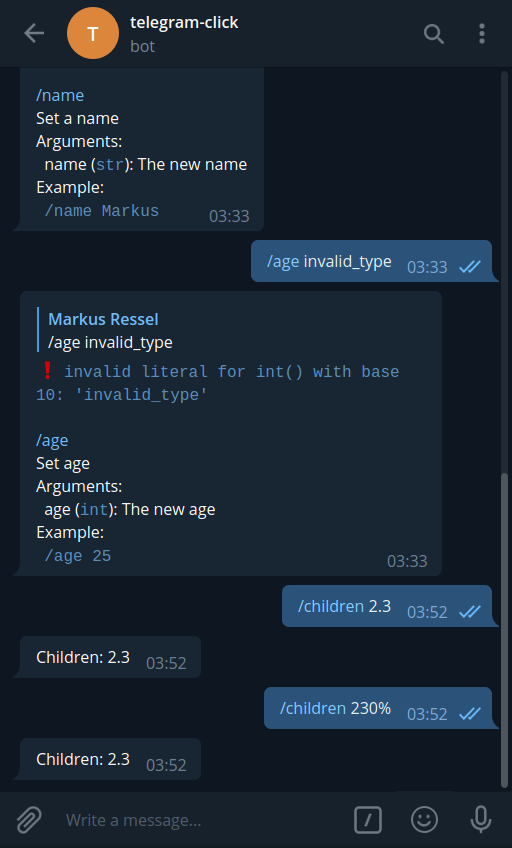 T
telegram-click
bot
/name
Set a name
Arguments:
name (str): The new name
Example:
/name Markus
03:33
/age invalid_type
03:33
Markus Ressel
/age invalid_type
❗ invalid literal for int() with base
10: 'invalid_type'
/age
Set age
Arguments:
age (int): The new age
Example:
/age 25
03:33
/children 2.3
03:52
Children: 2.3
03:52
/children 230%
03:52
Children: 2.3
03:52
Write a message...
/